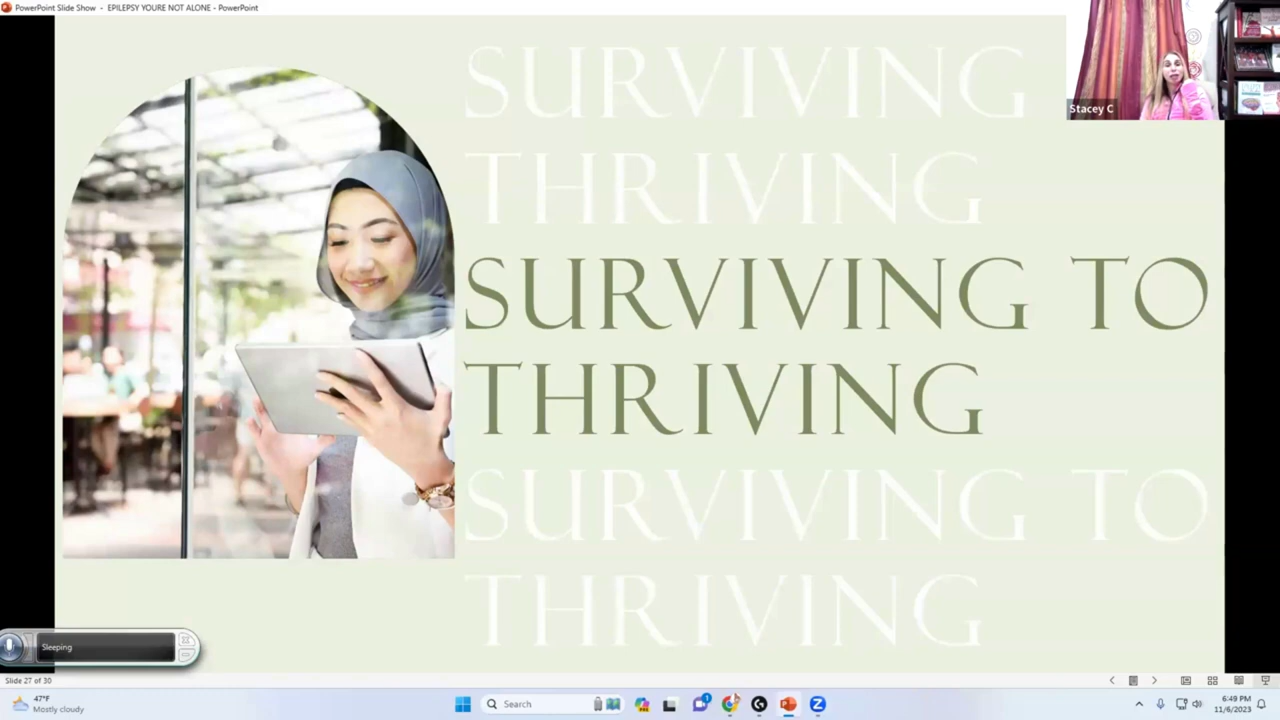 PowerPoint Slide Show - EPILEPSY YOURE NOT ALONE - PowerPoint
Stacey C
SURVIVING
THRIVING
SURVIVING TO
THRIVING
SURVIVING TO
THRIVING
Sleeping
Slide 27 of 30
47°F
Mostly cloudy
Search
1
6:49 PM
11/6/2023